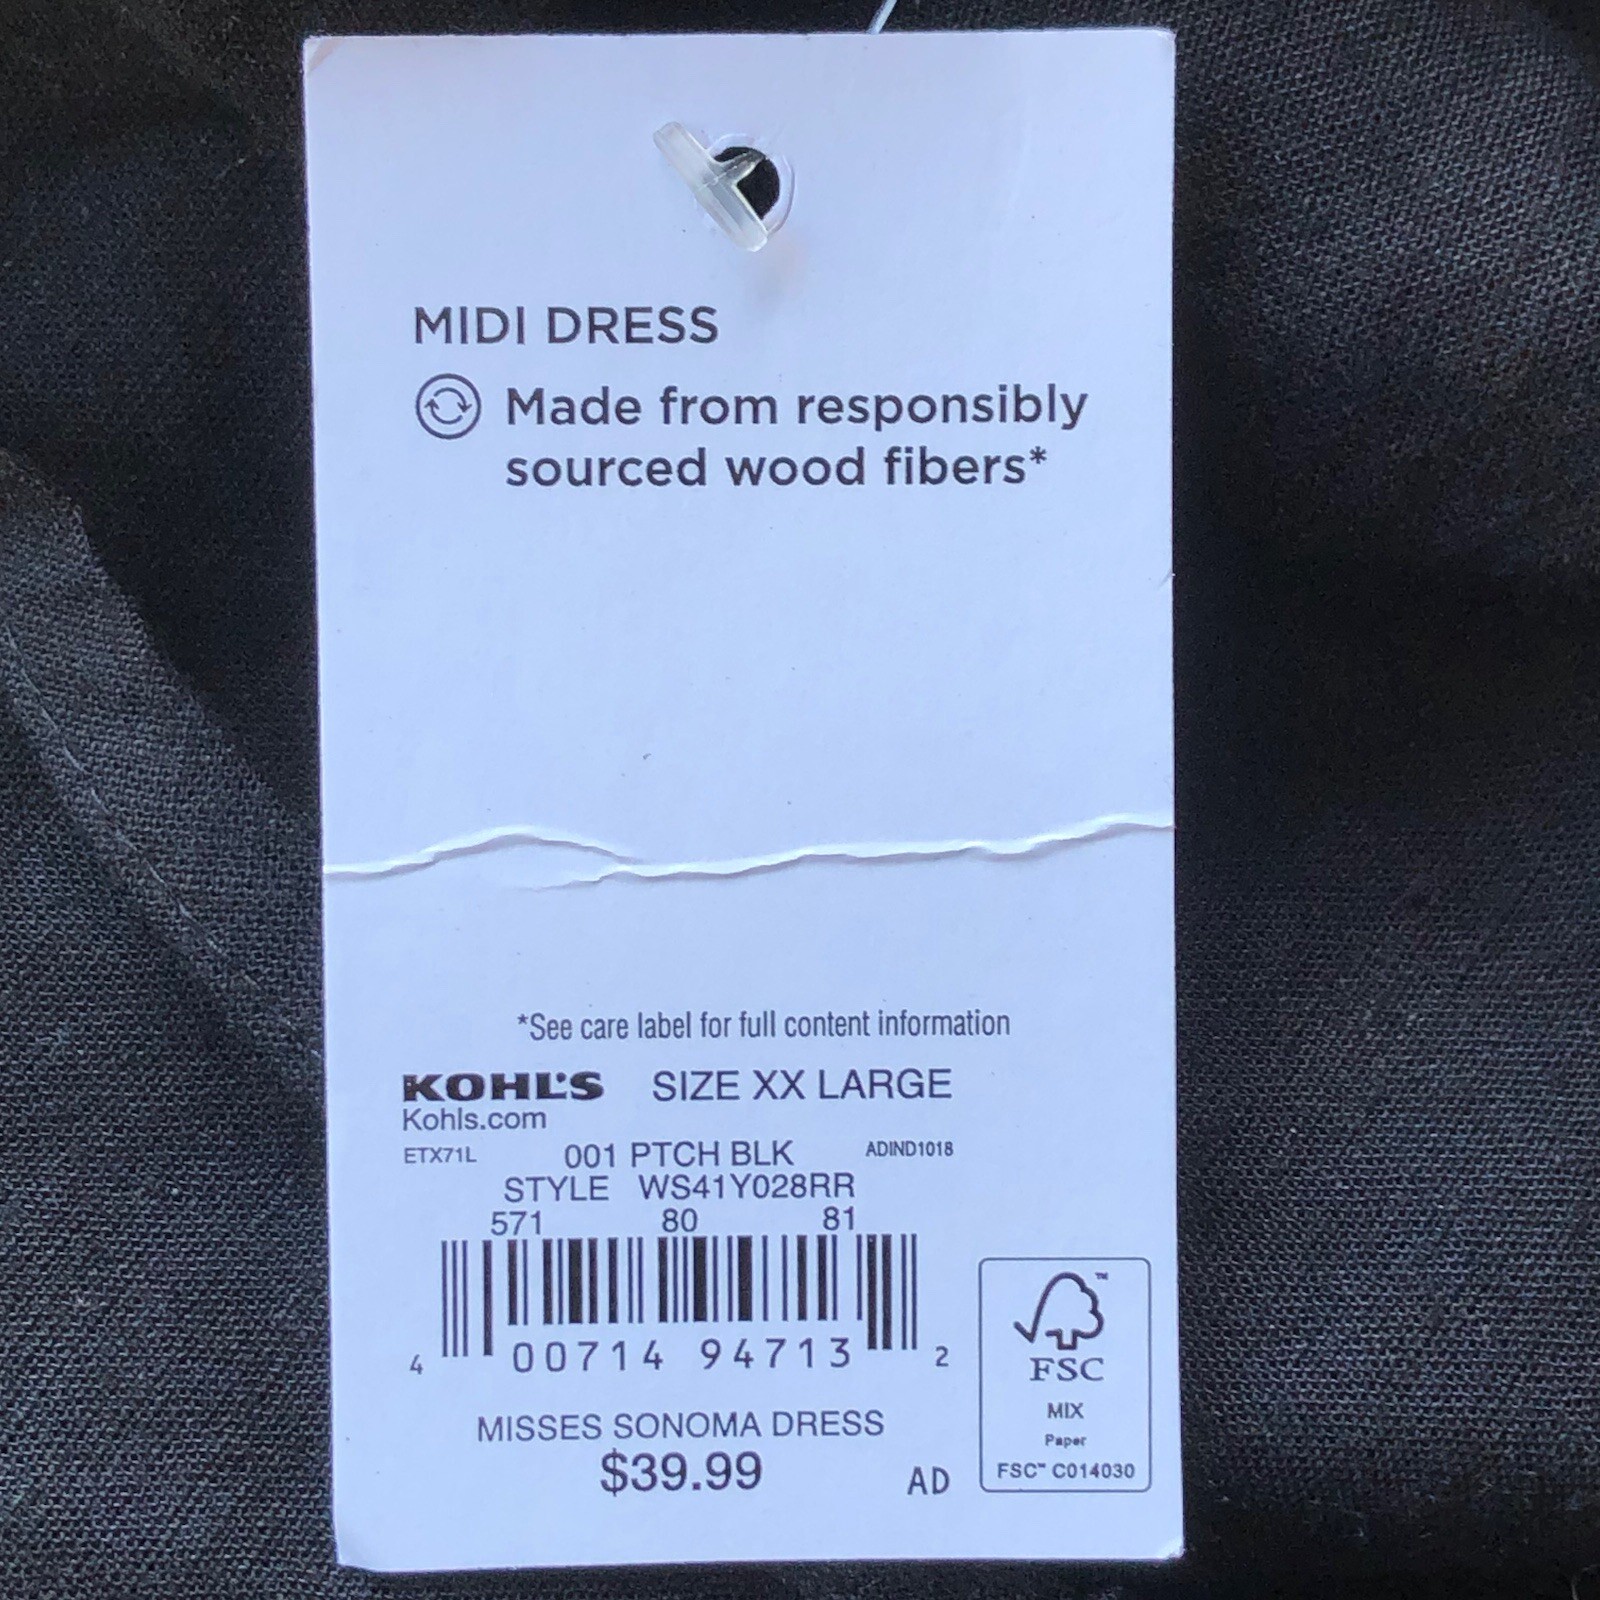 MIDI DRESS
Made from responsibly
sourced wood fibers*
*See care label for full content information
KOHL'S SIZE XX LARGE
Kohls.com
ETX71L 001 PTCH BLK ADIND1018
STYLE WS41Y028RR
571 80 81
4 00714 94713 2
MISSES SONOMA DRESS
$39.99
AD
™
FSC
MIX
Paper
FSC™ C014030